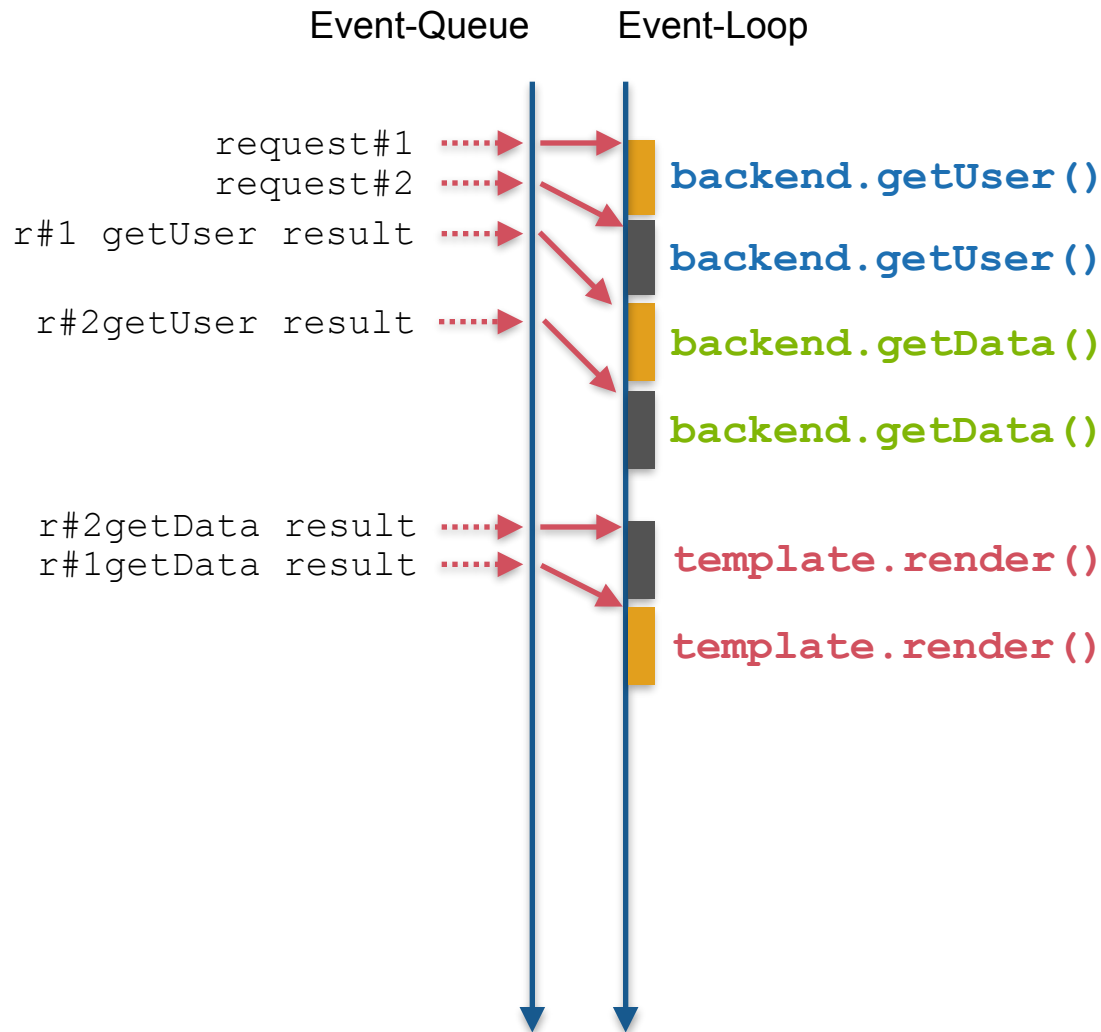 Event-Queue Event-Loop
request#1
backend.getUser()
request#2
r#1 getUser result
backend.getUser()
r#2getUser result
backend.getData()
backend.getData()
r#2getData result
template.render()
r#1getData result
template.render()